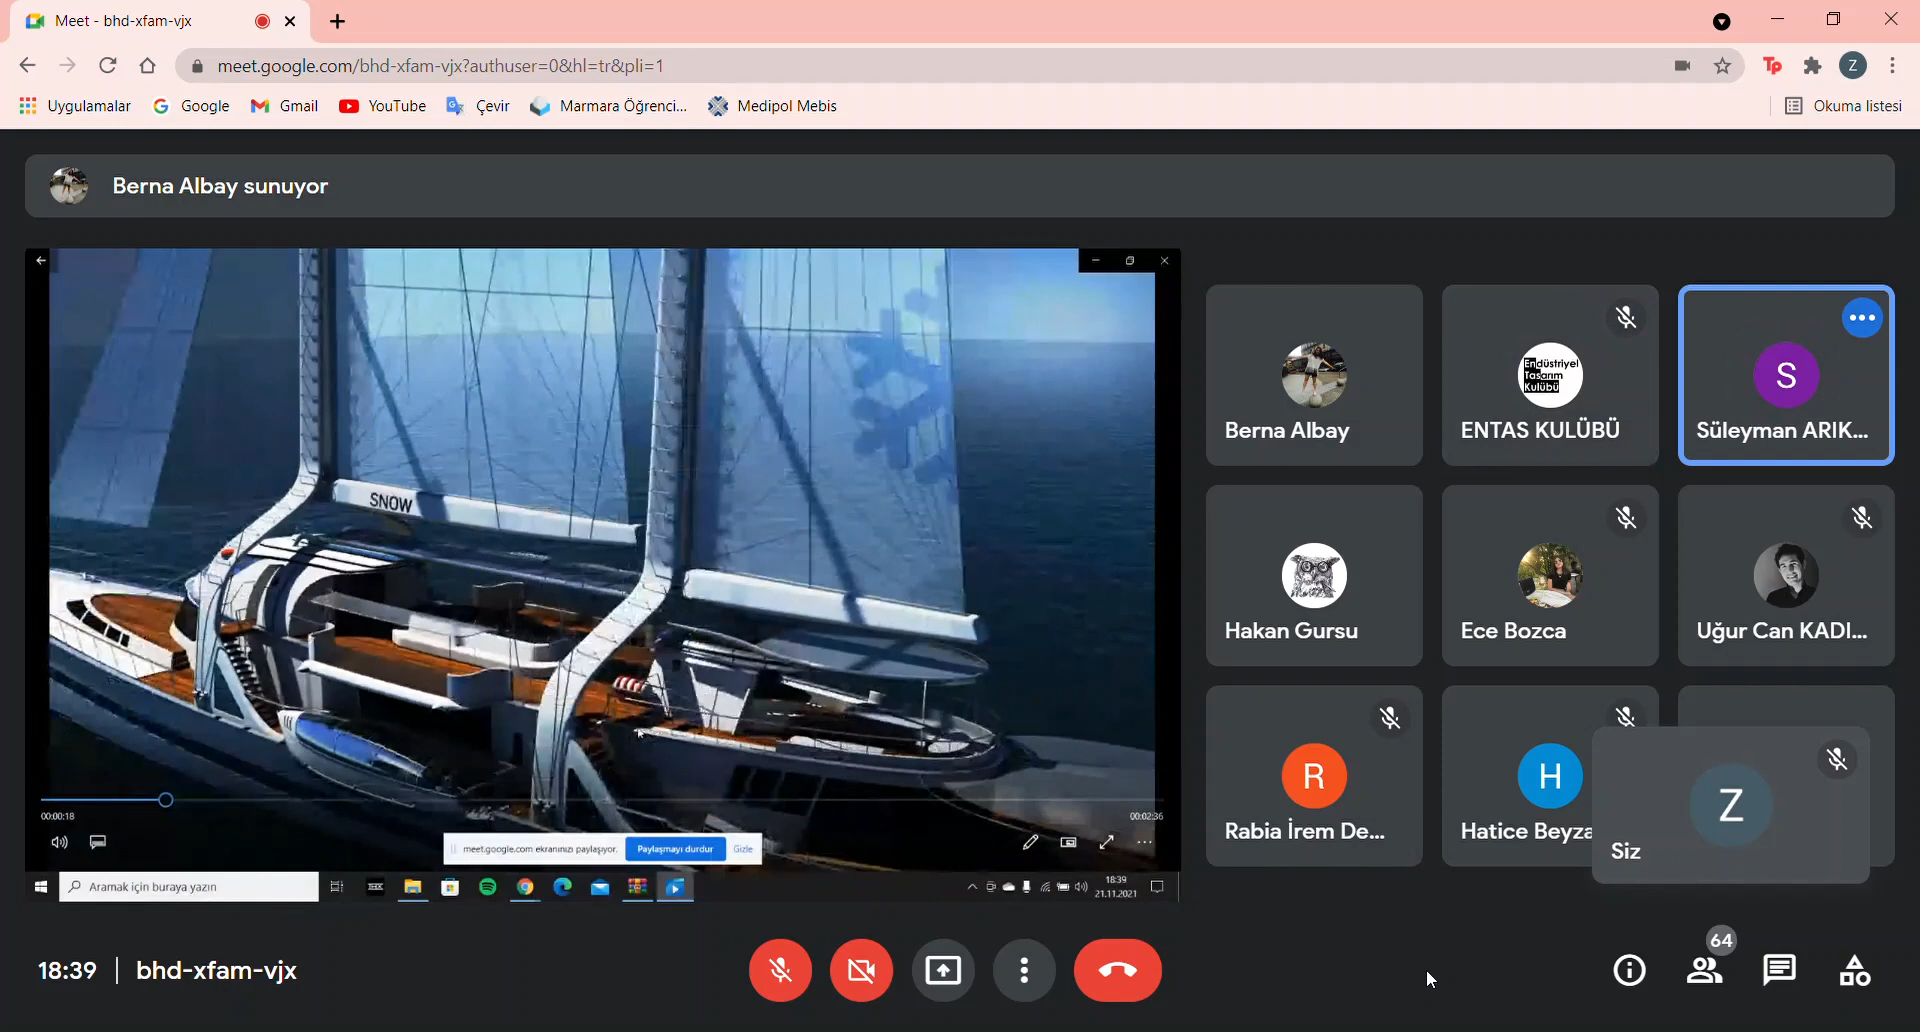 Meet - bhd-xfam-vjx
meet.google.com/bhd-xfam-vjx?authuser=0&hl=tr&pli=1
Tp
Z
Uygulamalar
Google
Gmail
YouTube
Çevir
Marmara Öğrenci...
Medipol Mebis
Okuma listesi
Berna Albay sunuyor
SNOW
00:00:18
00:02:36
meet.google.com ekranınızı paylaşıyor.
Paylaşmayı durdur
Gizle
Aramak için buraya yazın
18:39
21.11.2021
Berna Albay
Endüstriyel
Tasarım
Kulübü
ENTAS KULÜBÜ
S
Süleyman ARIK...
Hakan Gursu
Ece Bozca
Uğur Can KADI...
R
Rabia İrem De...
H
Hatice Beyza
Z
Siz
18:39
bhd-xfam-vjx
64